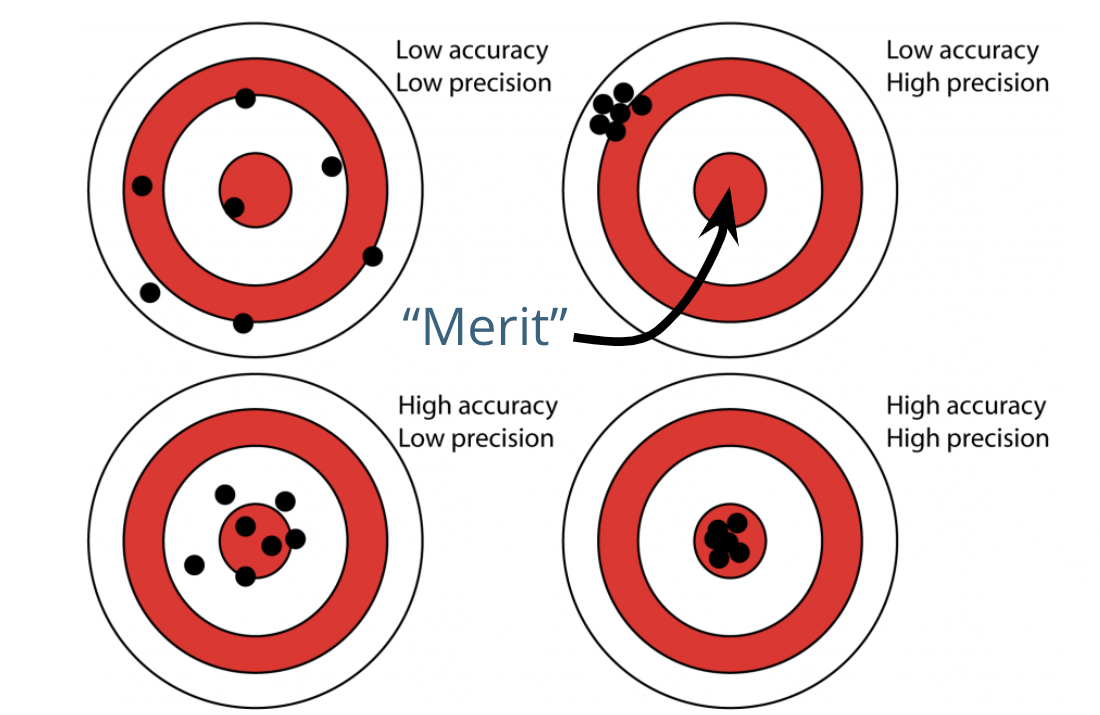 Low accuracy
Low precision
Low accuracy
High precision
“Merit”
High accuracy
Low precision
High accuracy
High precision